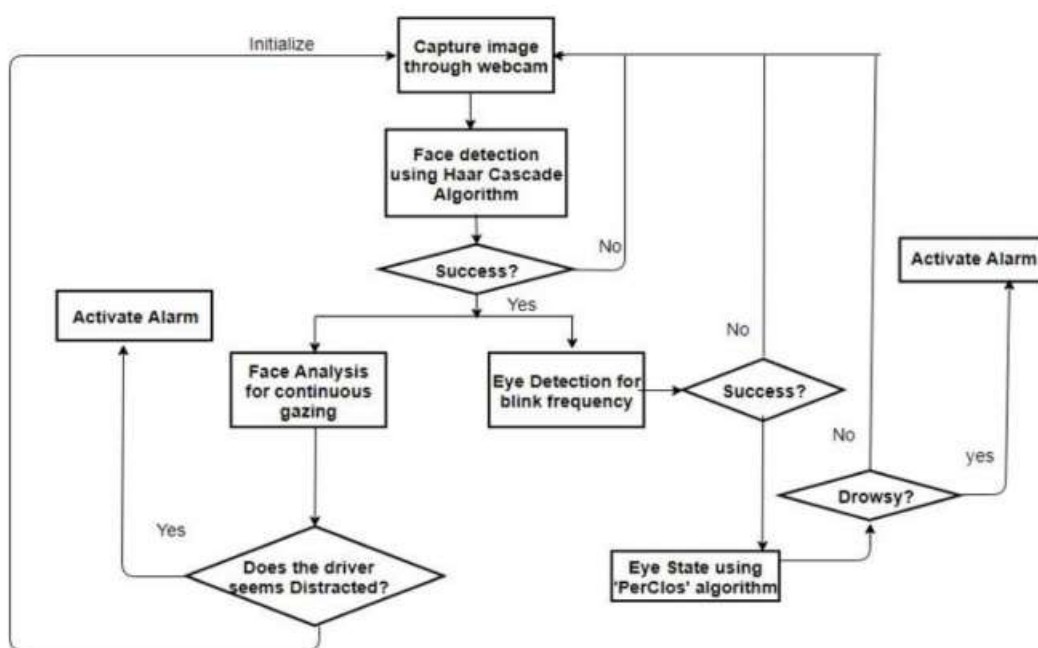 Initialize
Capture image
through webcam
Face detection
using Haar Cascade
Algorithm
No
Success?
Yes
Activate Alarm
Activate Alarm
Face Analysis
for continuous
gazing
Eye Detection for
blink frequency
No
Success?
No
yes
Drowsy?
Yes
Does the driver
seems Distracted?
Eye State using
'PerClos' algorithm